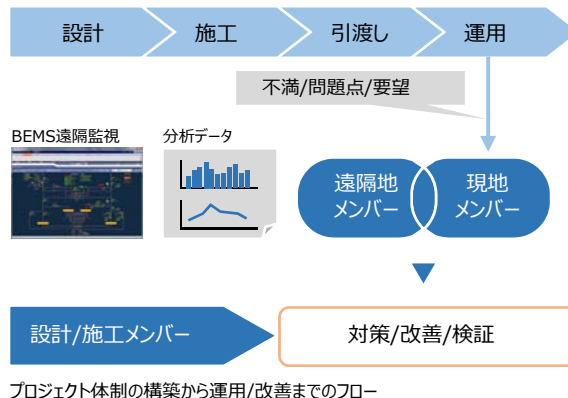 設計
施工
引渡し
運用
不満/問題点/要望
BEMS遠隔監視
分析データ
遠隔地
メンバー
現地
メンバー
設計/施工メンバー
対策/改善/検証
プロジェクト体制の構築から運用/改善までのフロー